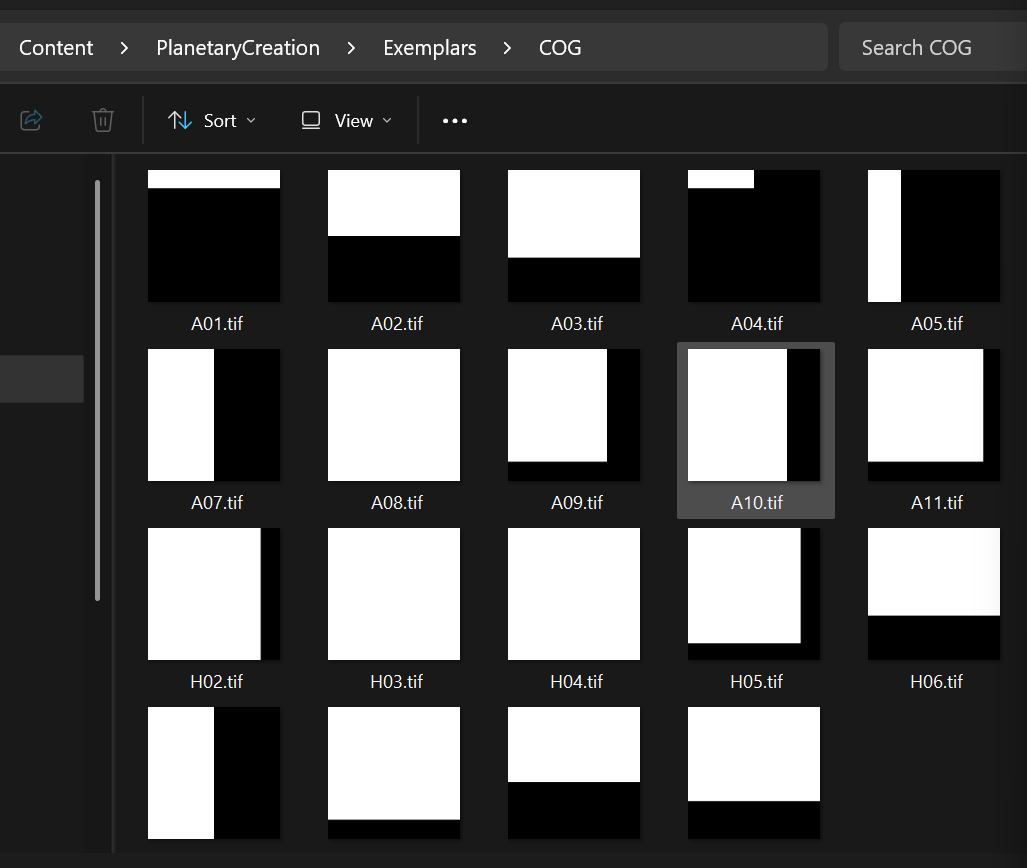 Content > PlanetaryCreation > Exemplars > COG
Search COG
Sort
View
A01.tif
A02.tif
A03.tif
A04.tif
A05.tif
A07.tif
A08.tif
A09.tif
A10.tif
A11.tif
H02.tif
H03.tif
H04.tif
H05.tif
H06.tif